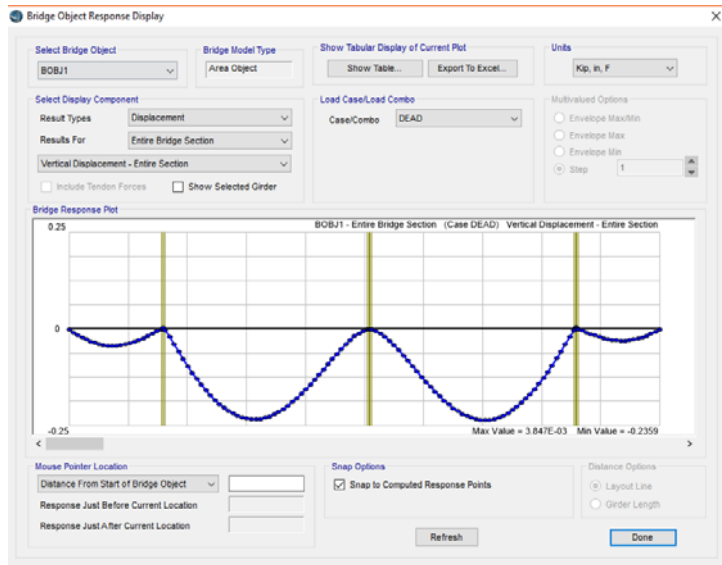 Bridge Object Response Display
Select Bridge Object
BOBJ1
Bridge Model Type
Area Object
Show Tabular Display of Current Plot
Show Table...
Export To Excel...
Units
Kip, in, F
Select Display Component
Result Types
Displacement
Results For
Entire Bridge Section
Vertical Displacement - Entire Section
Include Tendon Forces
Show Selected Girder
Load Case/Load Combo
Case/Combo
DEAD
Multivalued Options
Envelope Max/Min
Envelope Max
Envelope Min
Step
1
Bridge Response Plot
0.25
BOBJ1 - Entire Bridge Section (Case DEAD) Vertical Displacement - Entire Section
0
-0.25
Max Value = 3.847E-03 Min Value = -0.2359
Mouse Pointer Location
Distance From Start of Bridge Object
Response Just Before Current Location
Response Just After Current Location
Snap Options
Snap to Computed Response Points
Distance Options
Layout Line
Girder Length
Refresh
Done